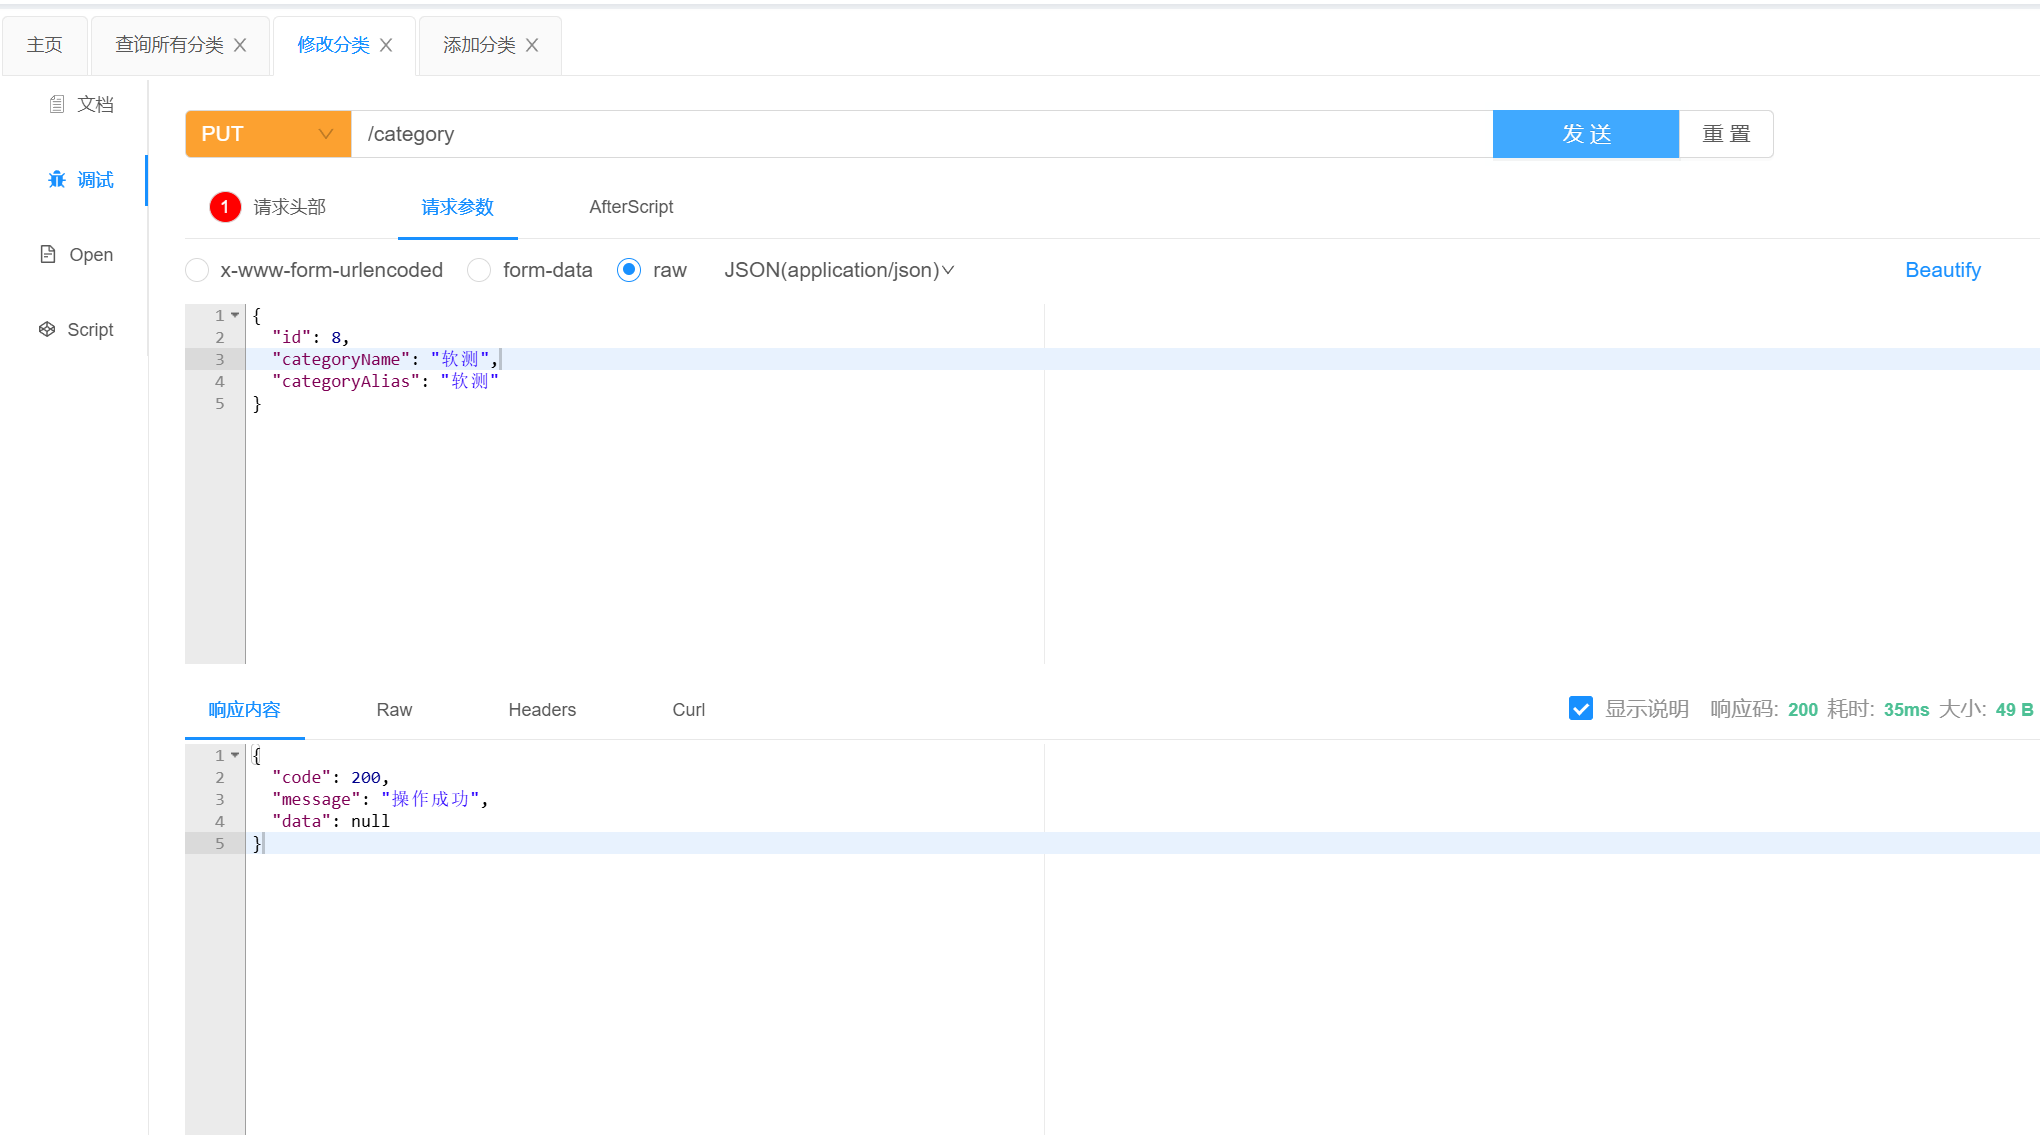 主页 查询所有分类 修改分类 添加分类
文档
调试
Open
Script
PUT /category 发 送 重 置
1 请求头部 请求参数 AfterScript
x-www-form-urlencoded form-data raw JSON(application/json) Beautify
1 {
2 "id": 8,
3 "categoryName": "软测",
4 "categoryAlias": "软测"
5 }
响应内容 Raw Headers Curl 显示说明 响应码: 200 耗时: 35ms 大小: 49 B
1 {
2 "code": 200,
3 "message": "操作成功",
4 "data": null
5 }